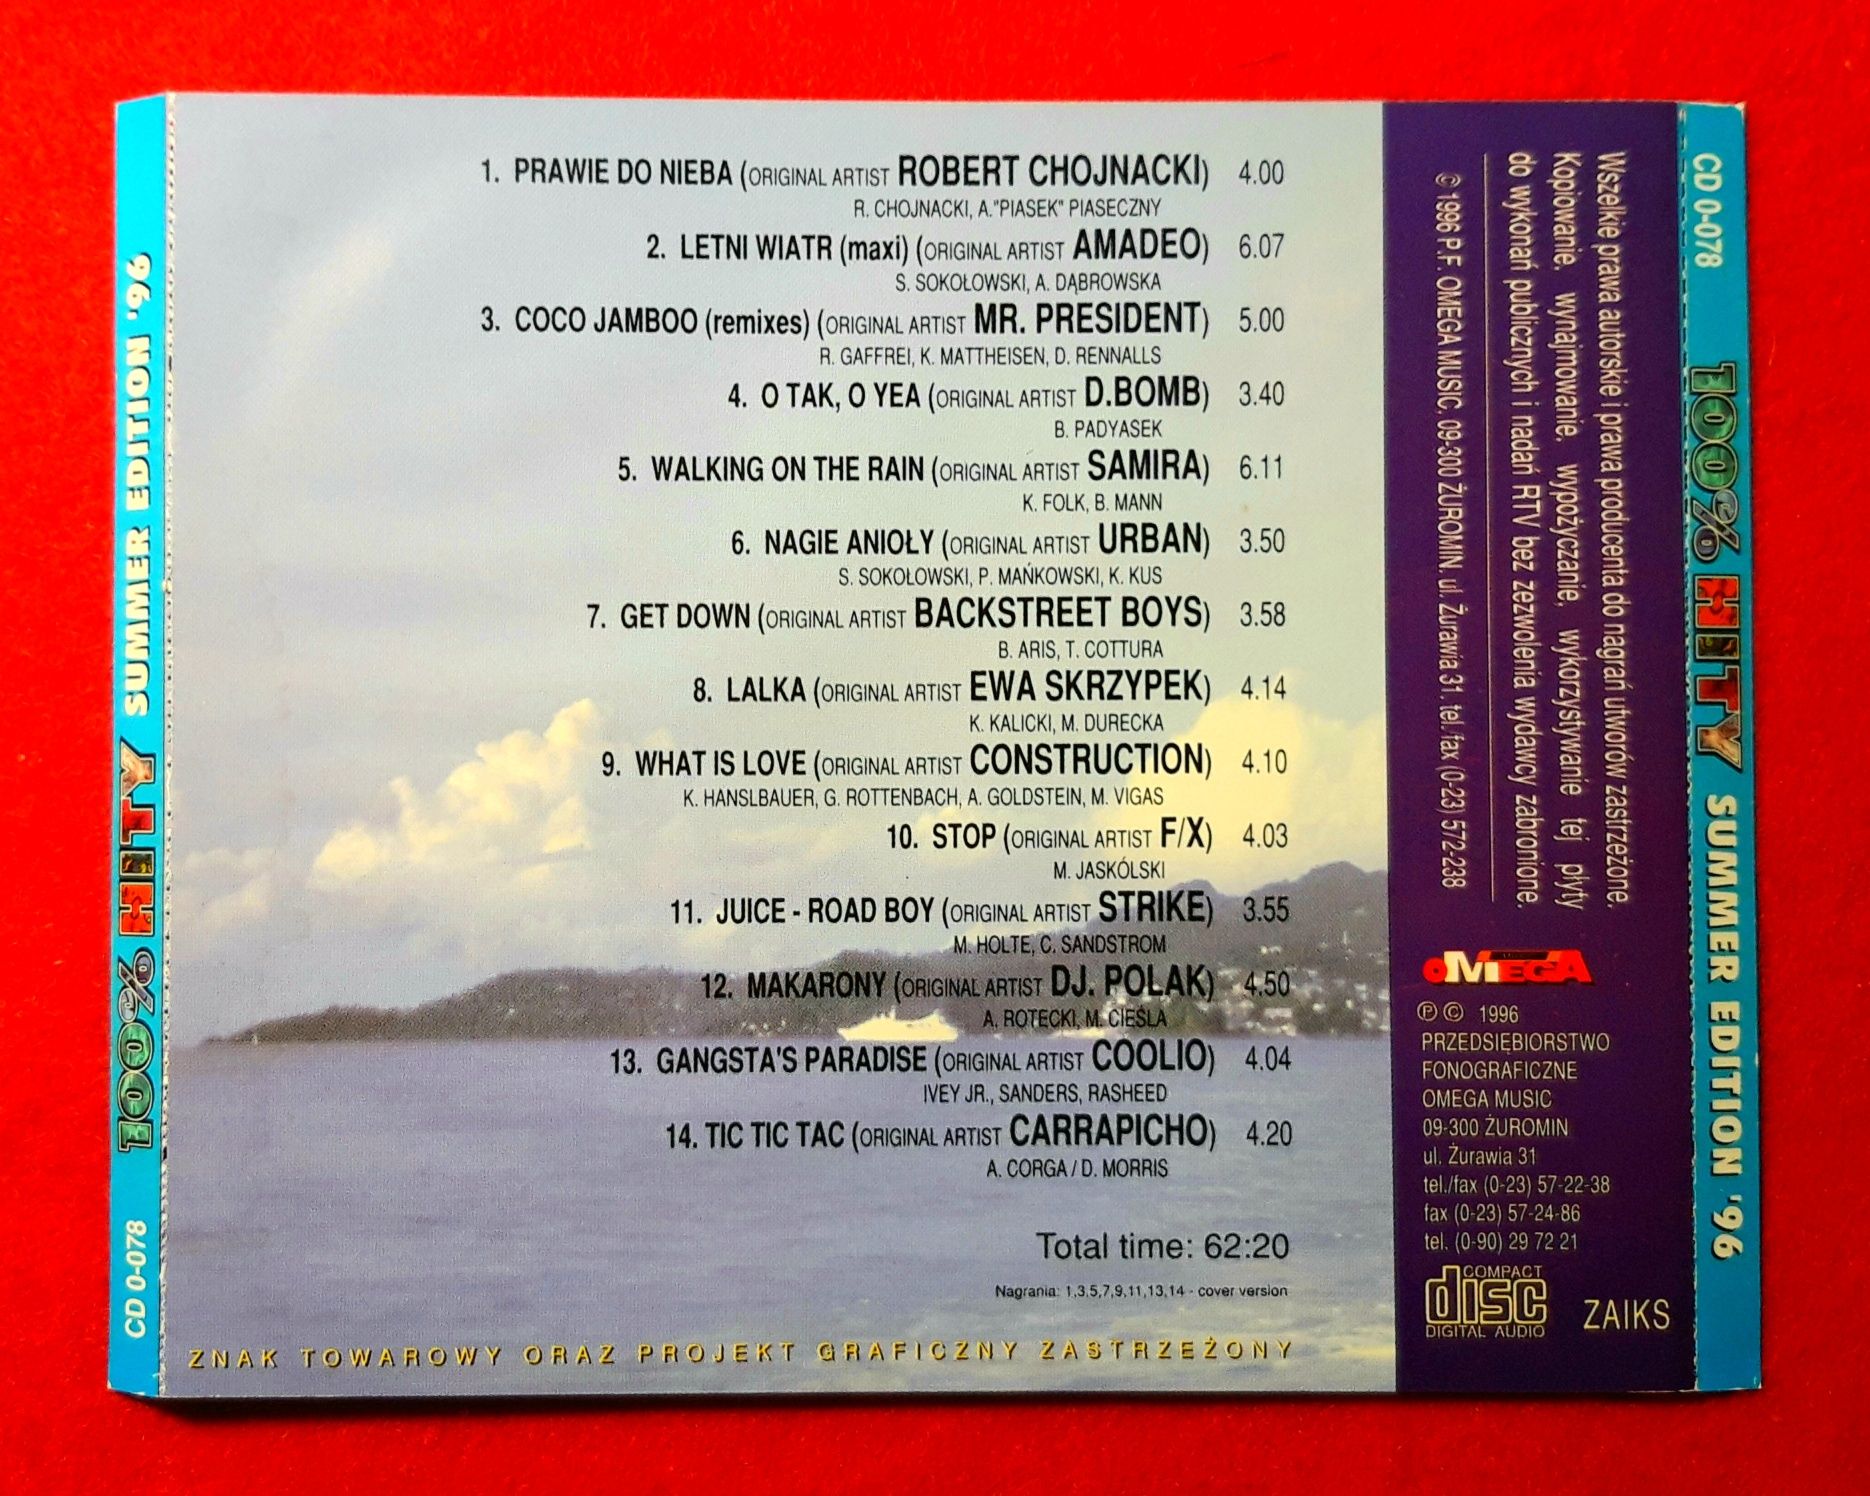 1. PRAWIE DO NIEBA (ORIGINAL ARTIST ROBERT CHOJNACKI) 4.00
R. CHOJNACKI, A."PIASEK" PIASECZNY
2. LETNI WIATR (maxi) (ORIGINAL ARTIST AMADEO) 6.07
S. SOKOŁOWSKI, A. DĄBROWSKA
3. COCO JAMBOO (remixes) (ORIGINAL ARTIST MR. PRESIDENT) 5.00
R. GAFFREI, K. MATTHEISEN, D. RENNALLS
4. O TAK, O YEA (ORIGINAL ARTIST D.BOMB) 3.40
B. PADYASEK
5. WALKING ON THE RAIN (ORIGINAL ARTIST SAMIRA) 6.11
K. FOLK, B. MANN
6. NAGIE ANIOŁY (ORIGINAL ARTIST URBAN) 3.50
S. SOKOŁOWSKI, P. MAŃKOWSKI, K. KUS
7. GET DOWN (ORIGINAL ARTIST BACKSTREET BOYS) 3.58
B. ARIS, T. COTTURA
8. LALKA (ORIGINAL ARTIST EWA SKRZYPEK) 4.14
K. KALICKI, M. DURECKA
9. WHAT IS LOVE (ORIGINAL ARTIST CONSTRUCTION) 4.10
K. HANSLBAUER, G. ROTTENBACH, A. GOLDSTEIN, M. VIGAS
10. STOP (ORIGINAL ARTIST F/X) 4.03
M. JASKÓLSKI
11. JUICE - ROAD BOY (ORIGINAL ARTIST STRIKE) 3.55
M. HOLTE, C. SANDSTROM
12. MAKARONY (ORIGINAL ARTIST DJ. POLAK) 4.50
A. ROTECKI, M. CIEŚLA
13. GANGSTA'S PARADISE (ORIGINAL ARTIST COOLIO) 4.04
IVEY JR., SANDERS, RASHEED
14. TIC TIC TAC (ORIGINAL ARTIST CARRAPICHO) 4.20
A. CORGA / D. MORRIS
Total time: 62:20
Nagrania: 1,3,5,7,9,11,13,14 - cover version
ZNAK TOWAROWY ORAZ PROJEKT GRAFICZNY ZASTRZEŻONY
CD 0-078 100% HITY SUMMER EDITION '96
Wszelkie prawa autorskie i prawa producenta do nagrań utworów zastrzeżone.
Kopiowanie, wynajmowanie, wypożyczanie, wykorzystywanie tej płyty
do wykonań publicznych i nadań RTV bez zezwolenia wydawcy zabronione.
© 1996 P.F. OMEGA MUSIC, 09-300 ŻUROMIN, ul. Żurawia 31, tel. fax (0-23) 572-238
OMEGA
Ⓟ © 1996
PRZEDSIĘBIORSTWO
FONOGRAFICZNE
OMEGA MUSIC
09-300 ŻUROMIN
ul. Żurawia 31
tel./fax (0-23) 57-22-38
fax (0-23) 57-24-86
tel. (0-90) 29 72 21
COMPACT
disc
DIGITAL AUDIO
ZAIKS
CD 0-078 100% HITY SUMMER EDITION '96